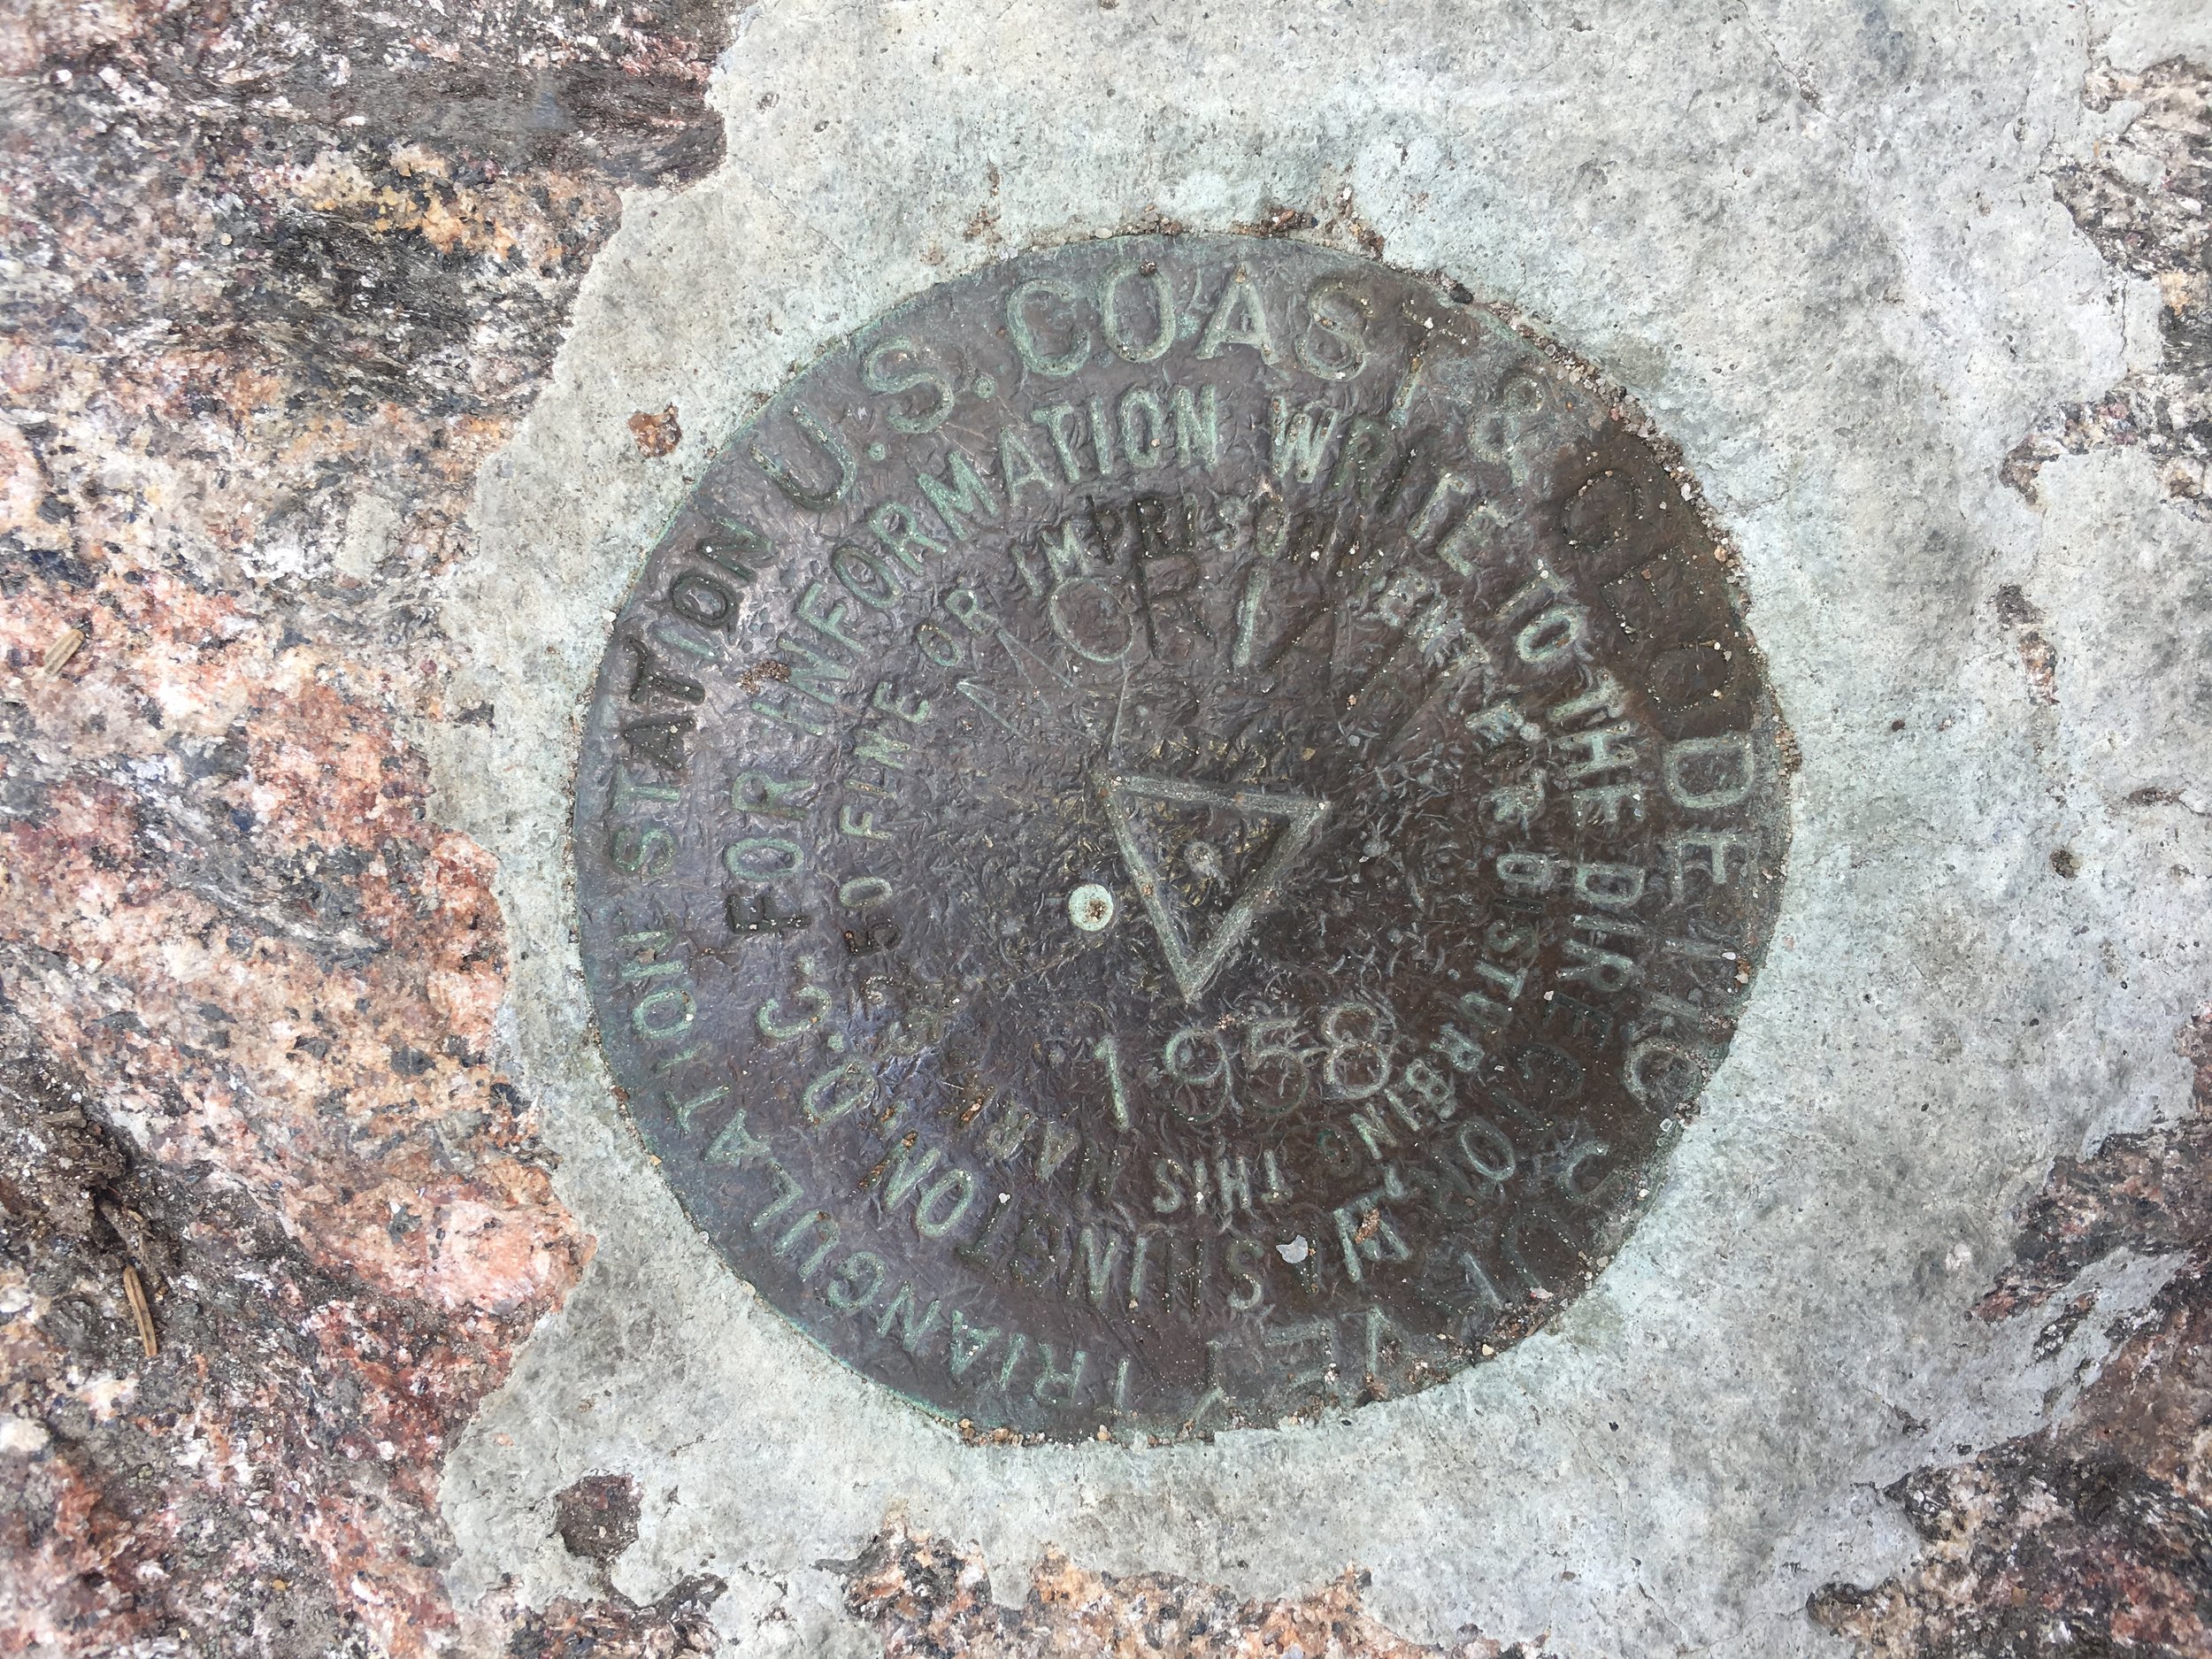 U.S. COAST & GEODETIC SURVEY
TRIANGULATION STATION
FOR INFORMATION WRITE TO THE DIRECTOR, WASHINGTON, D.C.
$250 FINE OR IMPRISONMENT FOR DISTURBING THIS MARK
1958